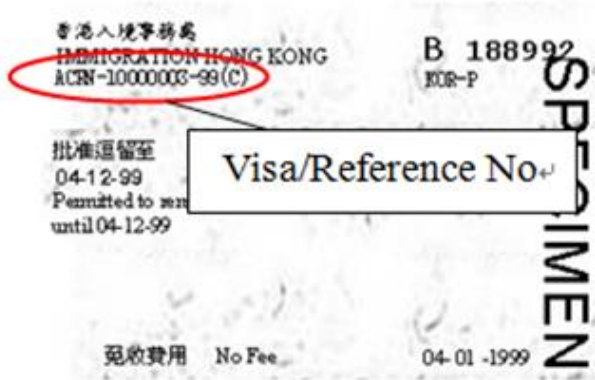 香港入境事務處
IMMIGRATION HONG KONG
ACRN-10000003-99(C)
B 188992
KOR-P
SPECIMEN
Visa/Reference No
批准逗留至
04-12-99
Permitted to
until 04-12-99
免收費用 No Fee
04-01-1999